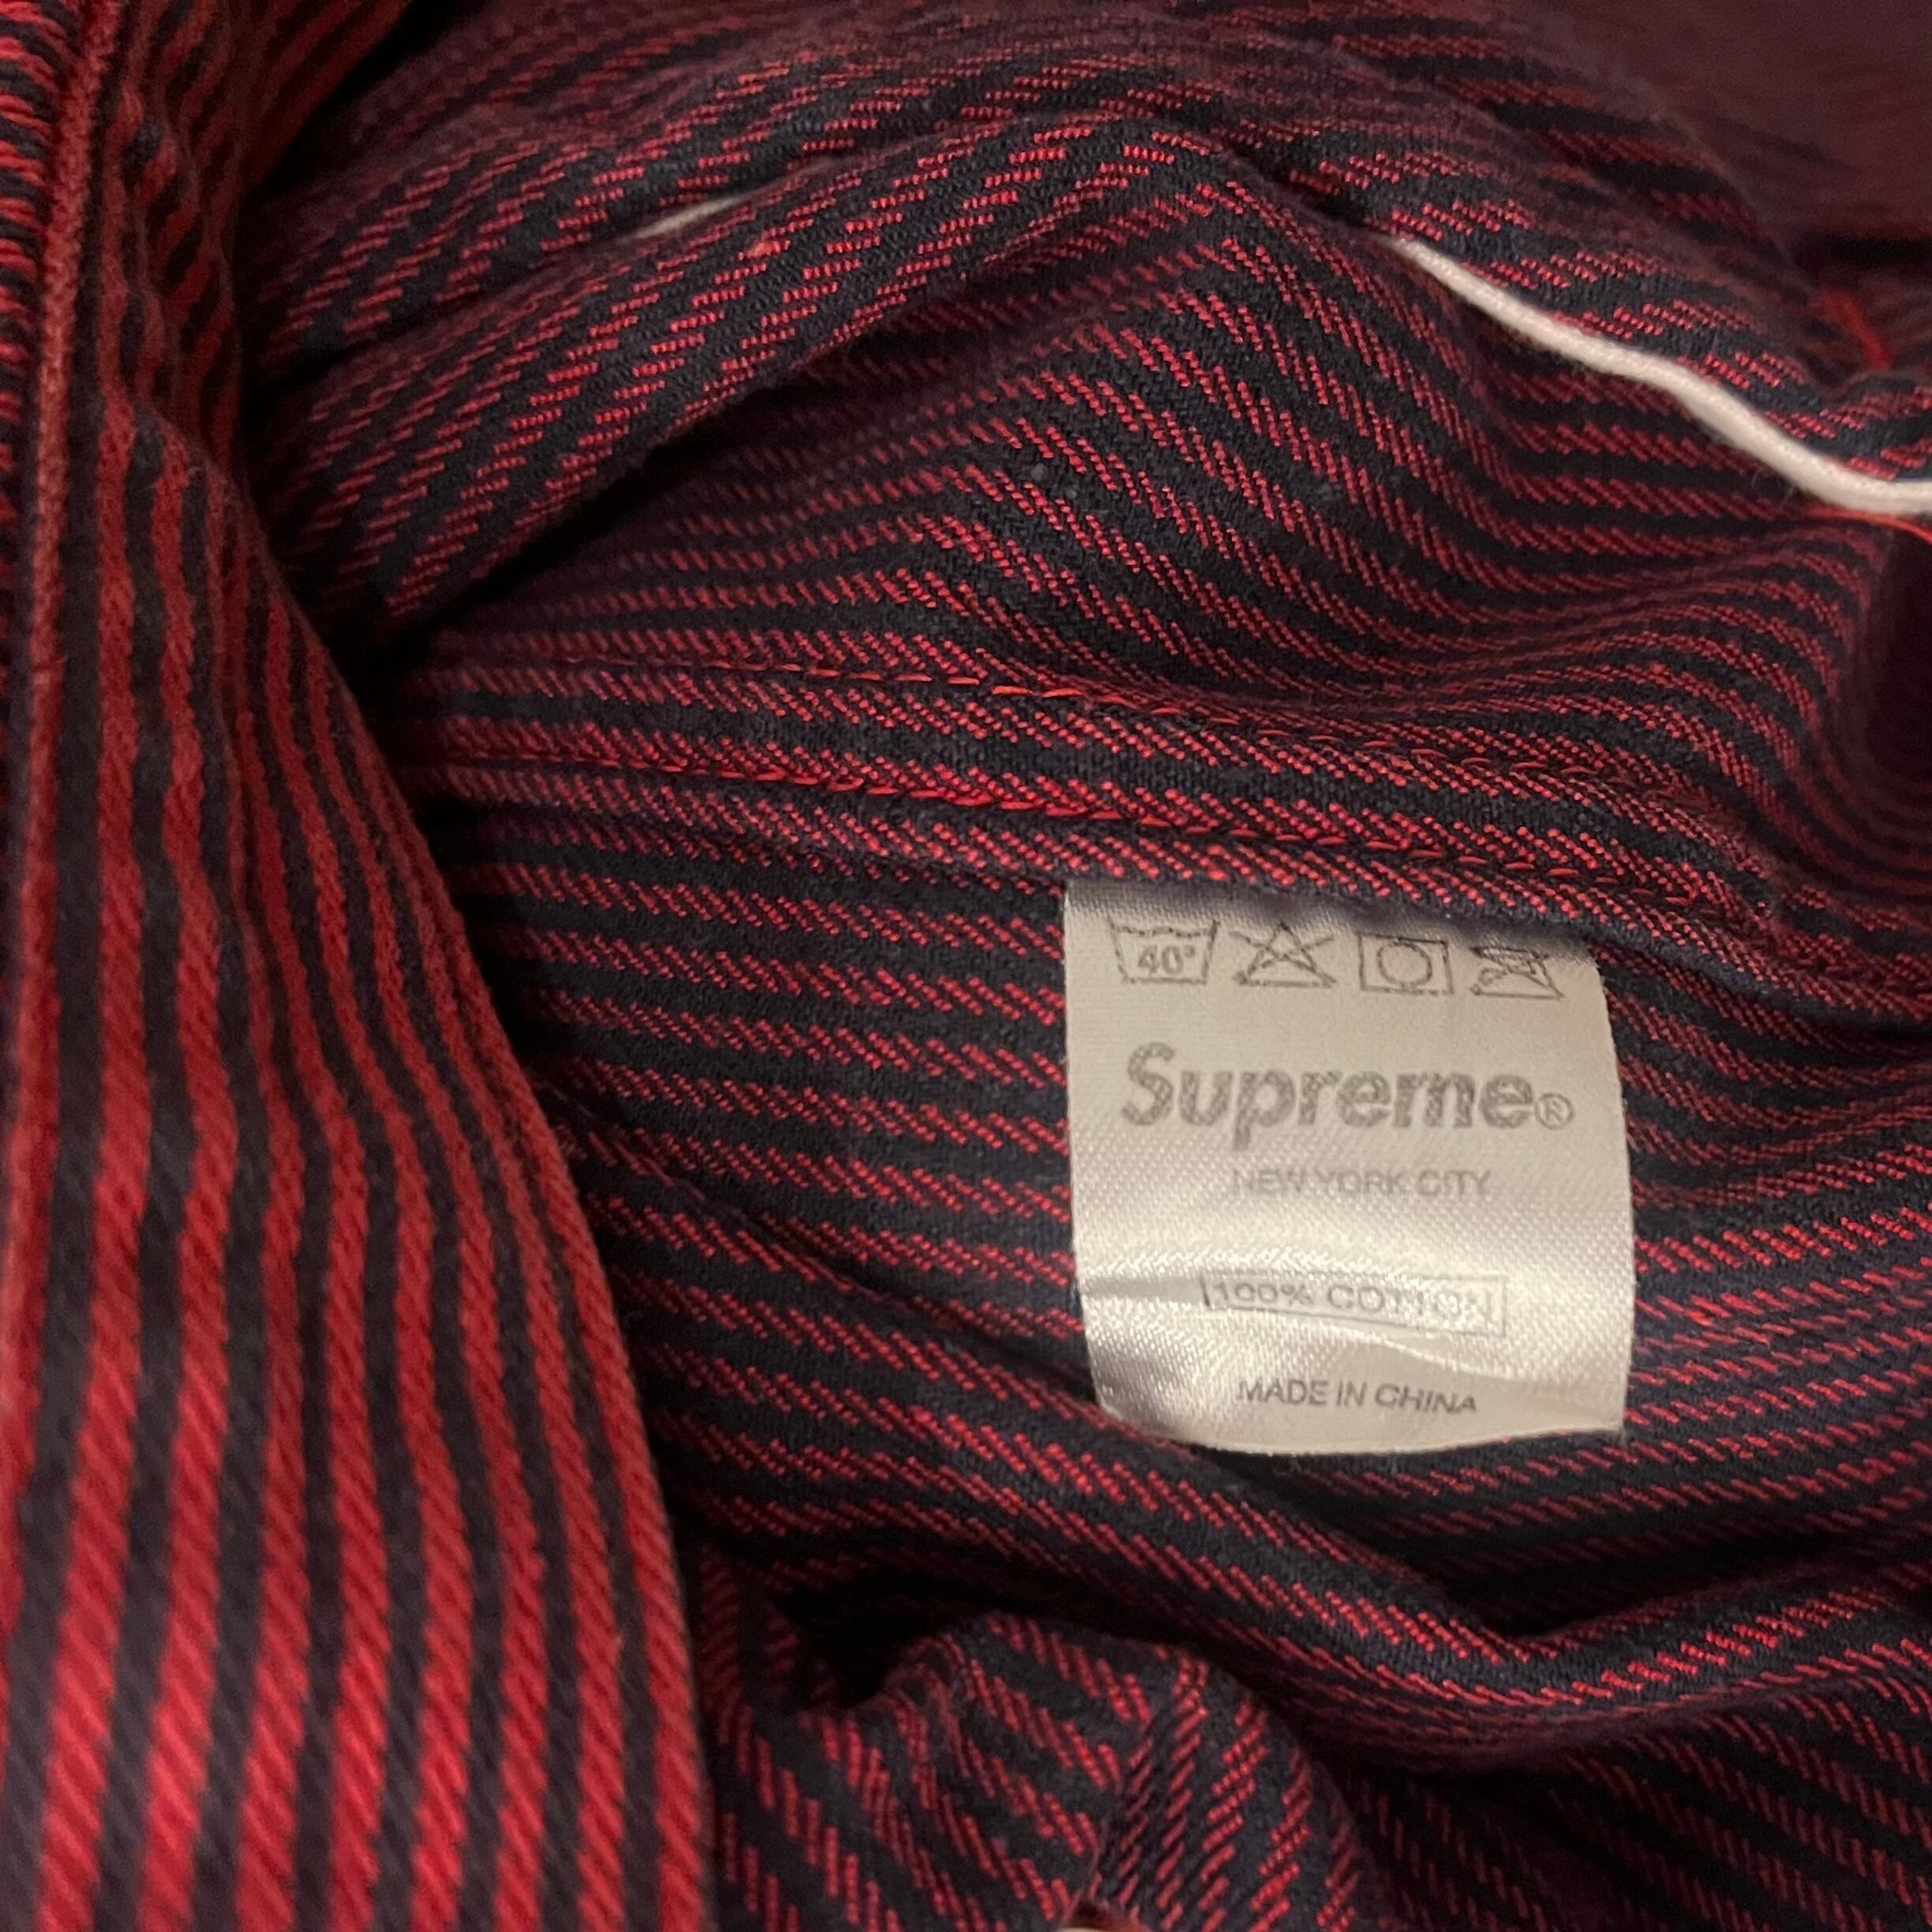 40°
Supreme®
NEW YORK CITY
100% COTTON
MADE IN CHINA